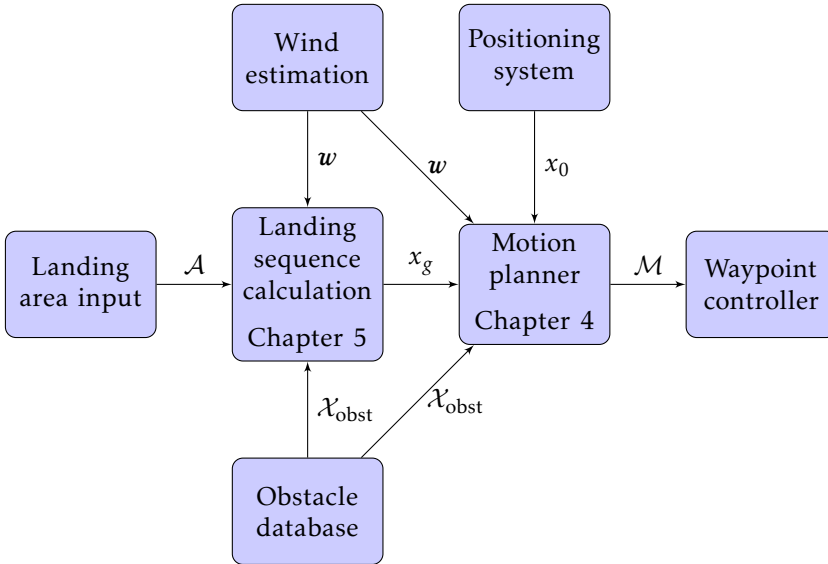 Wind
estimation
Positioning
system
w
w
x₀
Landing
area input
𝒜
Landing
sequence
calculation
Chapter 5
x_g
Motion
planner
Chapter 4
ℳ
Waypoint
controller
𝒳obst
𝒳obst
Obstacle
database